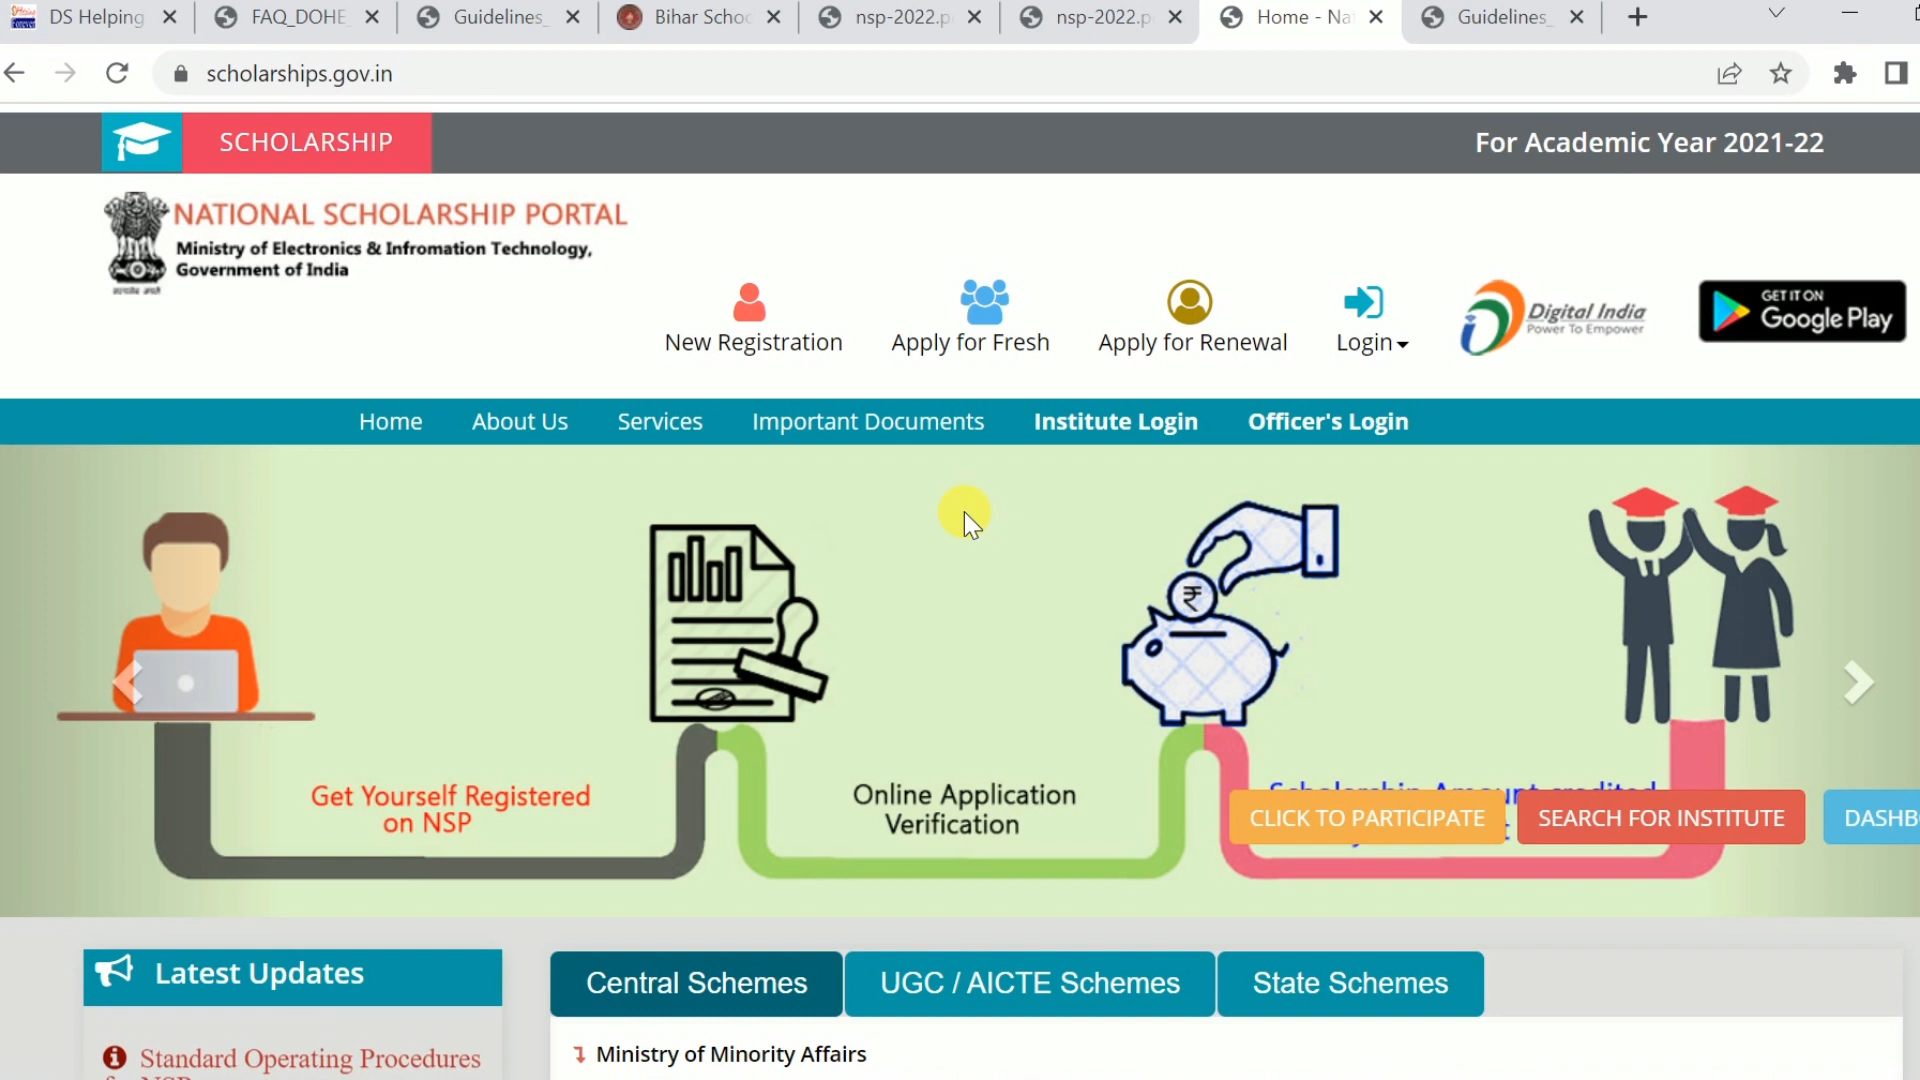 DS Helping
FAQ_DOHE
Guidelines_
Bihar Schoo
nsp-2022.p
nsp-2022.p
Home - Na
Guidelines_
scholarships.gov.in
SCHOLARSHIP
For Academic Year 2021-22
NATIONAL SCHOLARSHIP PORTAL
Ministry of Electronics & Infromation Technology,
Government of India
New Registration
Apply for Fresh
Apply for Renewal
Login
Digital India
Power To Empower
GET IT ON
Google Play
Home
About Us
Services
Important Documents
Institute Login
Officer's Login
₹
Get Yourself Registered
on NSP
Online Application
Verification
Scholarship Amount credited
CLICK TO PARTICIPATE
SEARCH FOR INSTITUTE
DASHB
Latest Updates
Central Schemes
UGC / AICTE Schemes
State Schemes
Standard Operating Procedures
Ministry of Minority Affairs